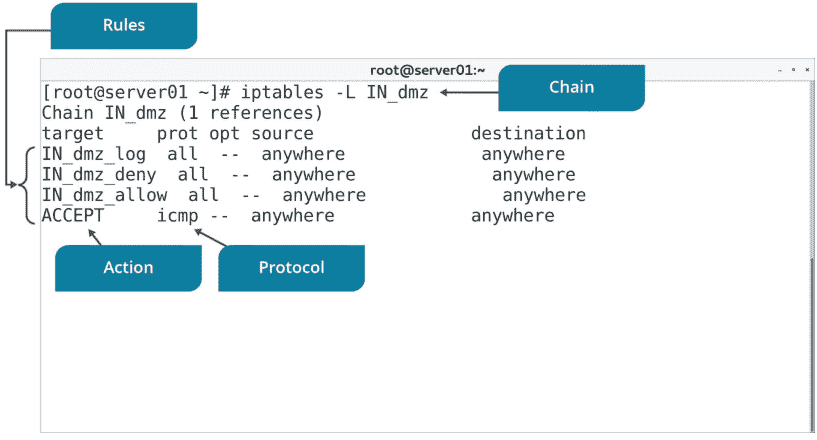 Rules
root@server01:~
[root@server01 ~]# iptables -L IN_dmz
Chain
Chain IN_dmz (1 references)
target     prot opt source               destination
IN_dmz_log  all  --  anywhere             anywhere
IN_dmz_deny  all  --  anywhere             anywhere
IN_dmz_allow  all  --  anywhere             anywhere
ACCEPT     icmp --  anywhere             anywhere
Action
Protocol